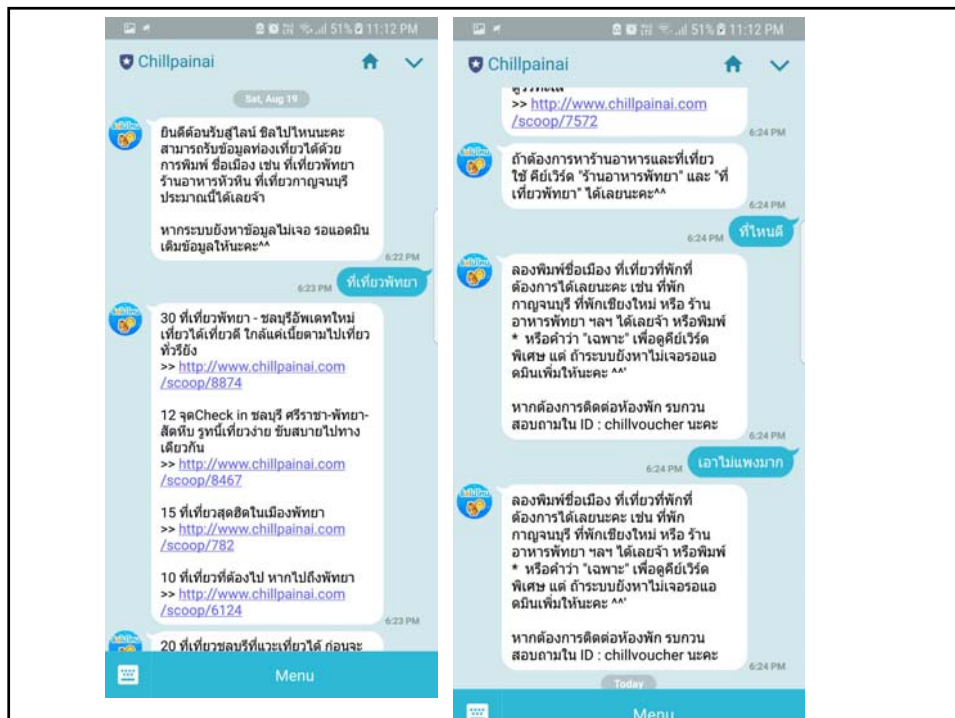 51% 11:12 PM
Chillpainai
Sat, Aug 19
ยินดีต้อนรับสู่ไลน์ ชิลไปไหนนะคะ
สามารถรับข้อมูลท่องเที่ยวได้ด้วย
การพิมพ์ ชื่อเมือง เช่น ที่เที่ยวพัทยา
ร้านอาหารหัวหิน ที่เที่ยวกาญจนบุรี
ประมาณนี้ได้เลยจ้า
หากระบบยังหาข้อมูลไม่เจอ รอแอดมิน
เติมข้อมูลให้นะคะ^^
6:22 PM
6:23 PM
ที่เที่ยวพัทยา
30 ที่เที่ยวพัทยา - ชลบุรีอัพเดทใหม่
เที่ยวได้เที่ยวดี ใกล้แค่เนี้ยตามไปเที่ยว
ทั่วรึยัง
>> http://www.chillpainai.com
/scoop/8874
12 จุดCheck in ชลบุรี ศรีราชา-พัทยา-
สัตหีบ รูทนี้เที่ยวง่าย ขับสบายไปทาง
เดียวกัน
>> http://www.chillpainai.com
/scoop/8467
15 ที่เที่ยวสุดฮิตในเมืองพัทยา
>> http://www.chillpainai.com
/scoop/782
10 ที่เที่ยวที่ต้องไป หากไปถึงพัทยา
>> http://www.chillpainai.com
/scoop/6124
6:23 PM
20 ที่เที่ยวชลบุรีที่แวะเที่ยวได้ ก่อนจะ
Menu
51% 11:12 PM
Chillpainai
>> http://www.chillpainai.com
/scoop/7572
6:24 PM
ถ้าต้องการหาร้านอาหารและที่เที่ยว
ใช้ คีย์เวิร์ด "ร้านอาหารพัทยา" และ "ที่
เที่ยวพัทยา" ได้เลยนะคะ^^
6:24 PM
6:24 PM
ที่ไหนดี
ลองพิมพ์ชื่อเมือง ที่เที่ยวที่พักที่
ต้องการได้เลยนะคะ เช่น ที่พัก
กาญจนบุรี ที่พักเชียงใหม่ หรือ ร้าน
อาหารพัทยา ฯลฯ ได้เลยจ้า หรือพิมพ์
* หรือคำว่า "เฉพาะ" เพื่อดูคีย์เวิร์ด
พิเศษ แต่ ถ้าระบบยังหาไม่เจอรอแอ
ดมินเพิ่มให้นะคะ ^^'
หากต้องการติดต่อห้องพัก รบกวน
สอบถามใน ID : chillvoucher นะคะ
6:24 PM
6:24 PM
เอาไม่แพงมาก
ลองพิมพ์ชื่อเมือง ที่เที่ยวที่พักที่
ต้องการได้เลยนะคะ เช่น ที่พัก
กาญจนบุรี ที่พักเชียงใหม่ หรือ ร้าน
อาหารพัทยา ฯลฯ ได้เลยจ้า หรือพิมพ์
* หรือคำว่า "เฉพาะ" เพื่อดูคีย์เวิร์ด
พิเศษ แต่ ถ้าระบบยังหาไม่เจอรอแอ
ดมินเพิ่มให้นะคะ ^^'
หากต้องการติดต่อห้องพัก รบกวน
สอบถามใน ID : chillvoucher นะคะ
6:24 PM
Today
Menu